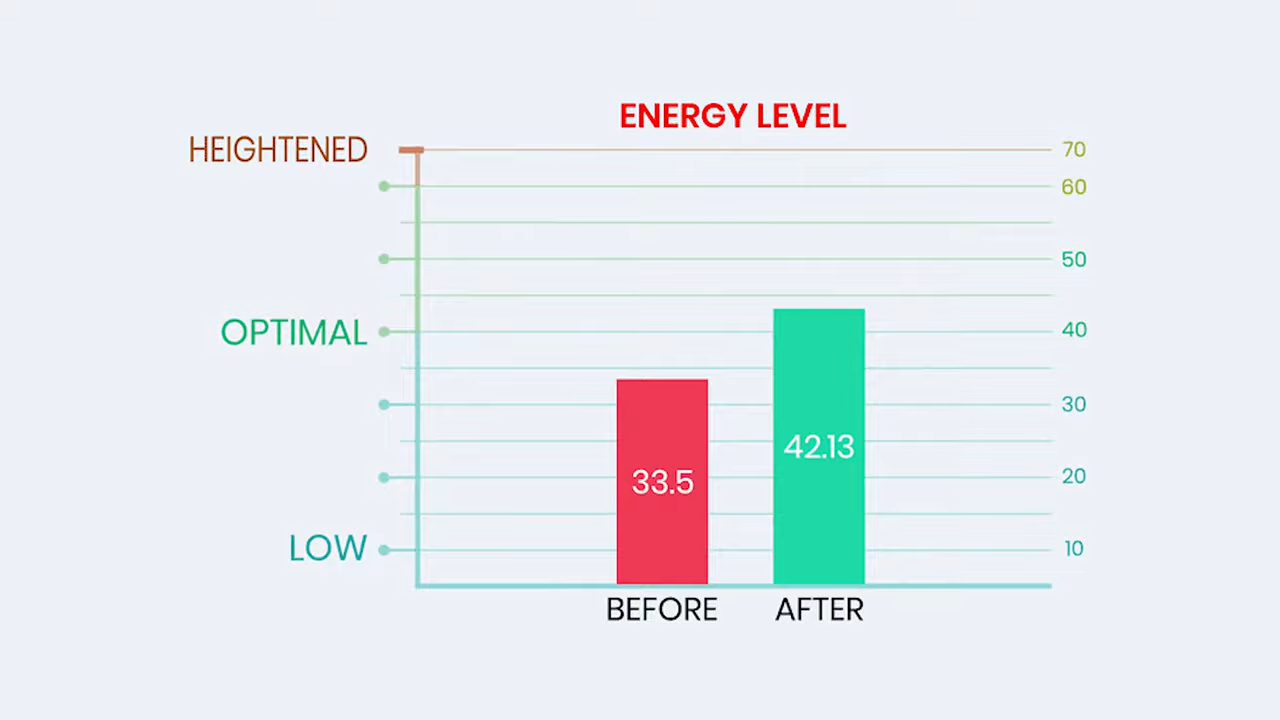 ENERGY LEVEL
HEIGHTENED
70
60
50
OPTIMAL
40
30
42.13
33.5
20
LOW
10
BEFORE
AFTER